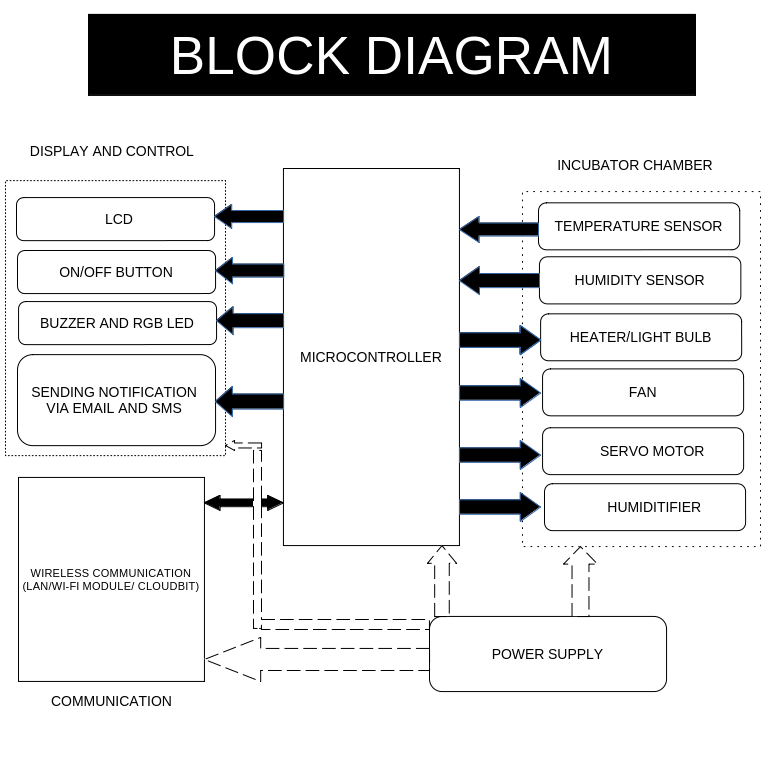 BLOCK DIAGRAM
DISPLAY AND CONTROL
LCD
ON/OFF BUTTON
BUZZER AND RGB LED
SENDING NOTIFICATION
VIA EMAIL AND SMS
MICROCONTROLLER
INCUBATOR CHAMBER
TEMPERATURE SENSOR
HUMIDITY SENSOR
HEATER/LIGHT BULB
FAN
SERVO MOTOR
HUMIDITIFIER
WIRELESS COMMUNICATION
(LAN/WI-FI MODULE/ CLOUDBIT)
COMMUNICATION
POWER SUPPLY